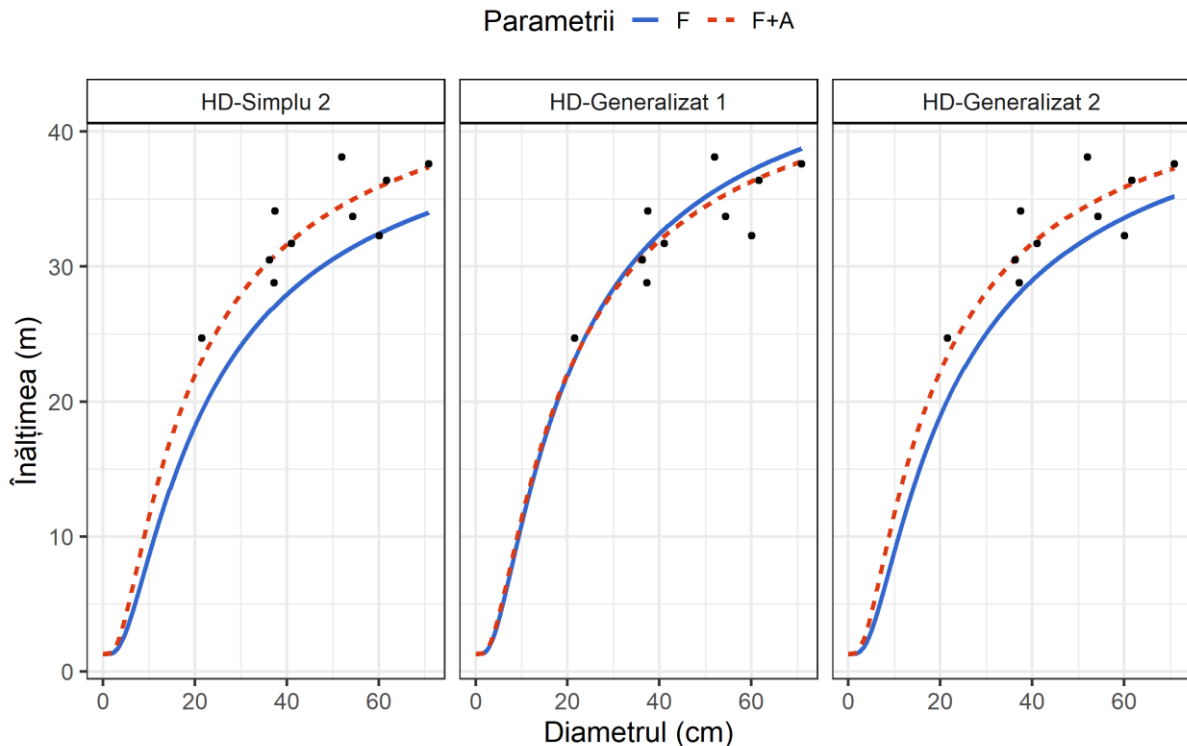 Parametrii F F+A
HD-Simplu 2 HD-Generalizat 1 HD-Generalizat 2
40
30
20
10
0
Înălțimea (m)
0 20 40 60 0 20 40 60 0 20 40 60
Diametrul (cm)